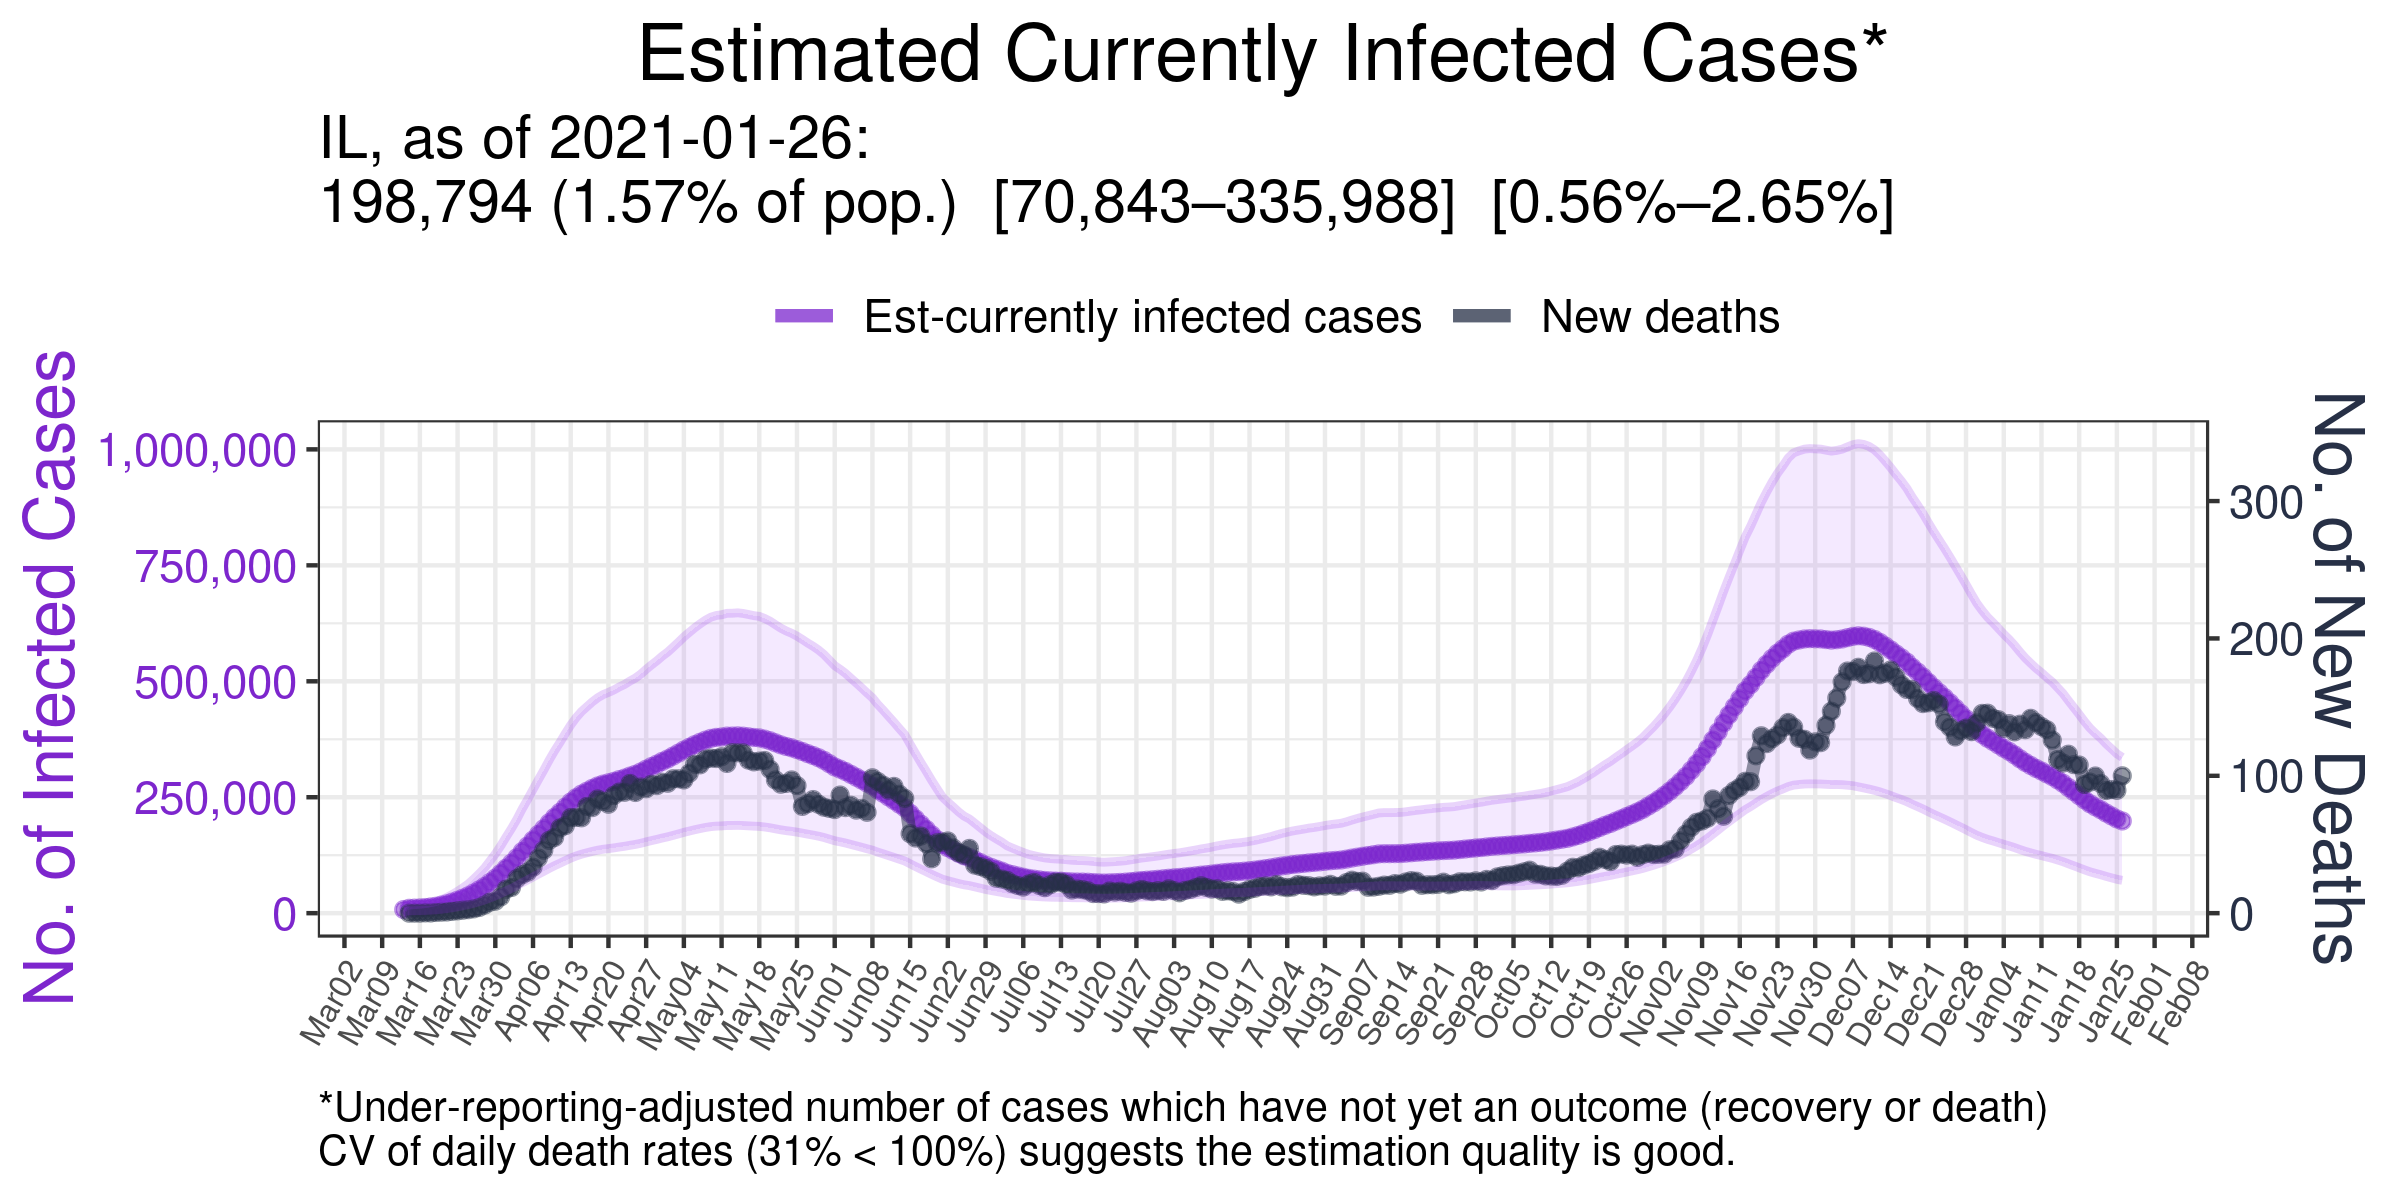 Estimated Currently Infected Cases*
IL, as of 2021-01-26:
198,794 (1.57% of pop.) [70,843–335,988] [0.56%–2.65%]
Est-currently infected cases
New deaths
No. of Infected Cases
1,000,000
750,000
500,000
250,000
0
No. of New Deaths
300
200
100
0
Mar02
Mar09
Mar16
Mar23
Mar30
Apr06
Apr13
Apr20
Apr27
May04
May11
May18
May25
Jun01
Jun08
Jun15
Jun22
Jun29
Jul06
Jul13
Jul20
Jul27
Aug03
Aug10
Aug17
Aug24
Aug31
Sep07
Sep14
Sep21
Sep28
Oct05
Oct12
Oct19
Oct26
Nov02
Nov09
Nov16
Nov23
Nov30
Dec07
Dec14
Dec21
Dec28
Jan04
Jan11
Jan18
Jan25
Feb01
Feb08
*Under-reporting-adjusted number of cases which have not yet an outcome (recovery or death)
CV of daily death rates (31% < 100%) suggests the estimation quality is good.